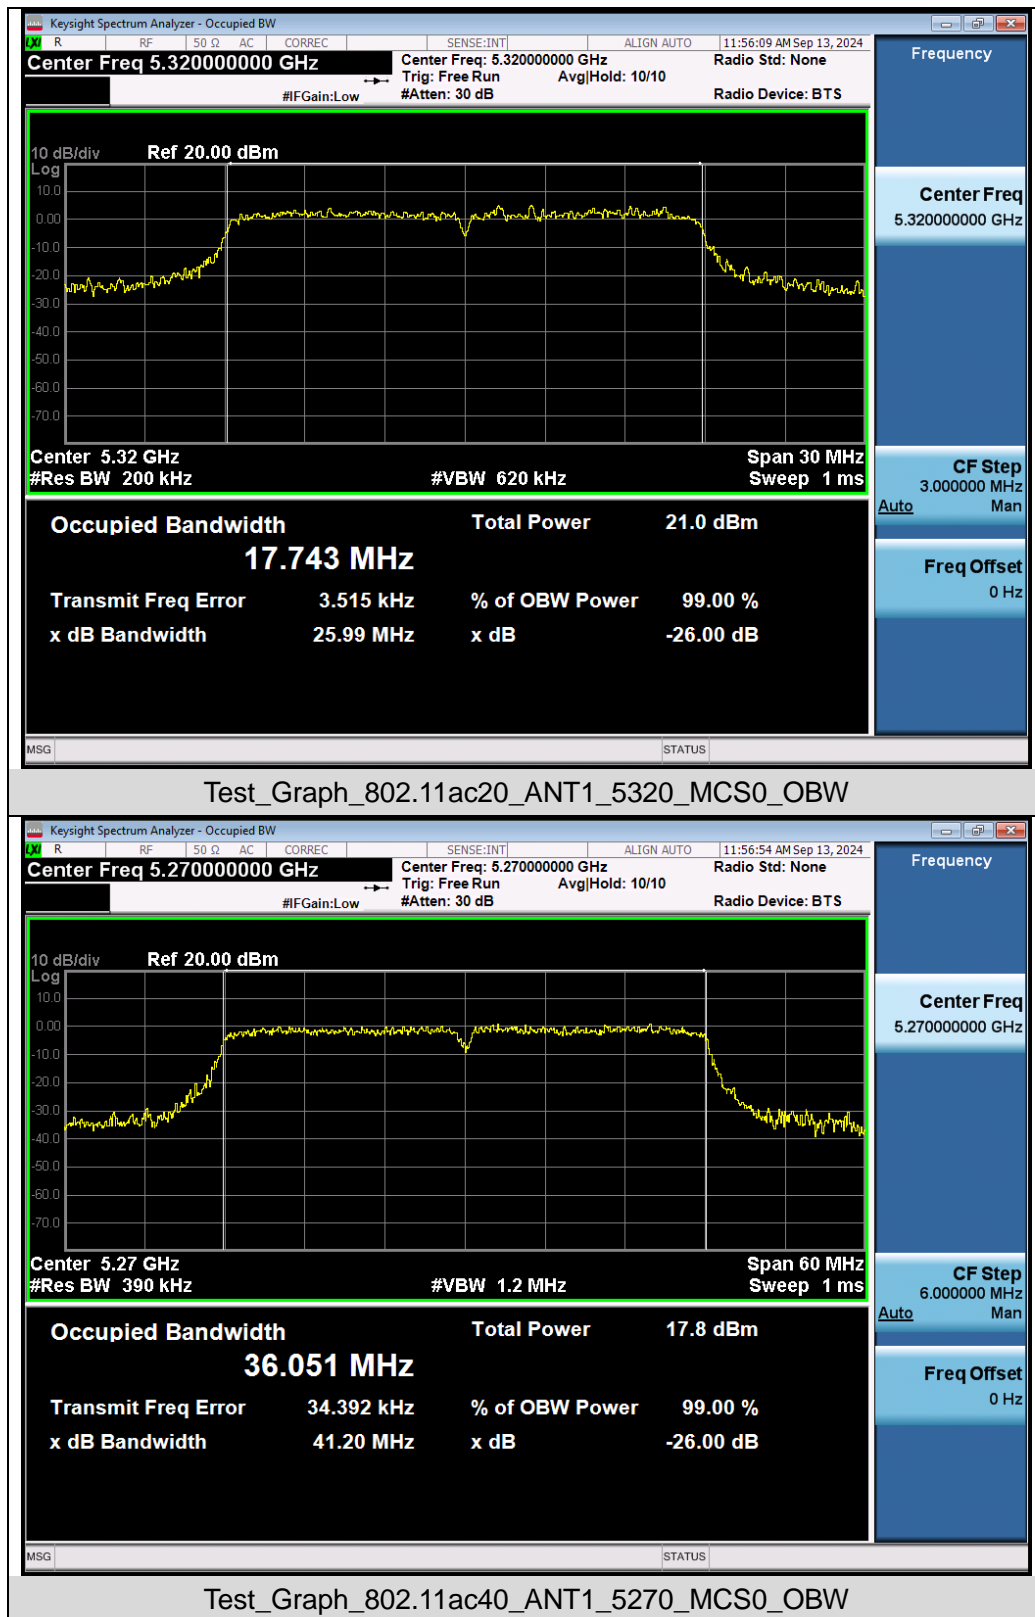 Keysight Spectrum Analyzer - Occupied BW
LXI R RF 50 Ω AC CORREC SENSE:INT ALIGN AUTO 11:56:09 AM Sep 13, 2024
Center Freq 5.320000000 GHz
Center Freq: 5.320000000 GHz Radio Std: None
Trig: Free Run Avg|Hold: 10/10
#IFGain:Low #Atten: 30 dB Radio Device: BTS
Frequency
10 dB/div Ref 20.00 dBm
Log
10.0
0.00
-10.0
-20.0
-30.0
-40.0
-50.0
-60.0
-70.0
Center Freq
5.320000000 GHz
Center 5.32 GHz Span 30 MHz
#Res BW 200 kHz #VBW 620 kHz Sweep 1 ms
CF Step
3.000000 MHz
Auto Man
Occupied Bandwidth Total Power 21.0 dBm
17.743 MHz
Freq Offset
0 Hz
Transmit Freq Error 3.515 kHz % of OBW Power 99.00 %
x dB Bandwidth 25.99 MHz x dB -26.00 dB
MSG STATUS
Test_Graph_802.11ac20_ANT1_5320_MCS0_OBW
Keysight Spectrum Analyzer - Occupied BW
LXI R RF 50 Ω AC CORREC SENSE:INT ALIGN AUTO 11:56:54 AM Sep 13, 2024
Center Freq 5.270000000 GHz
Center Freq: 5.270000000 GHz Radio Std: None
Trig: Free Run Avg|Hold: 10/10
#IFGain:Low #Atten: 30 dB Radio Device: BTS
Frequency
10 dB/div Ref 20.00 dBm
Log
10.0
0.00
-10.0
-20.0
-30.0
-40.0
-50.0
-60.0
-70.0
Center Freq
5.270000000 GHz
Center 5.27 GHz Span 60 MHz
#Res BW 390 kHz #VBW 1.2 MHz Sweep 1 ms
CF Step
6.000000 MHz
Auto Man
Occupied Bandwidth Total Power 17.8 dBm
36.051 MHz
Freq Offset
0 Hz
Transmit Freq Error 34.392 kHz % of OBW Power 99.00 %
x dB Bandwidth 41.20 MHz x dB -26.00 dB
MSG STATUS
Test_Graph_802.11ac40_ANT1_5270_MCS0_OBW